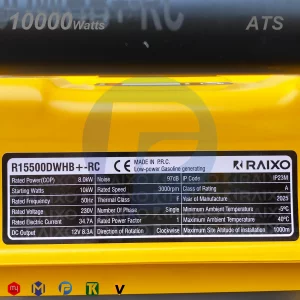 10000Watts ATS
R15500DWHB+-RC CE MADE IN P.R.C. Low-power Gasoline generating RAIXO
Rated Power(COP) 8.0kW Noise 97dB IP Code IP23M
Starting Watts 10kW Rated Speed 3000rpm Class of Quality A
Rated Frequency 50Hz Thermal Class F Year of Manufacture 2025
Rated Voltage 230V Number Of Phase Single Minimum Ambient Temperature -5℃
Rated Electric Current 34.7A Rated Power Factor 1 Maximum Ambient Temperature 40℃
DC Output 12V 8.3A Direction of Rotation Clockwise Maximum altitude installation 1000m